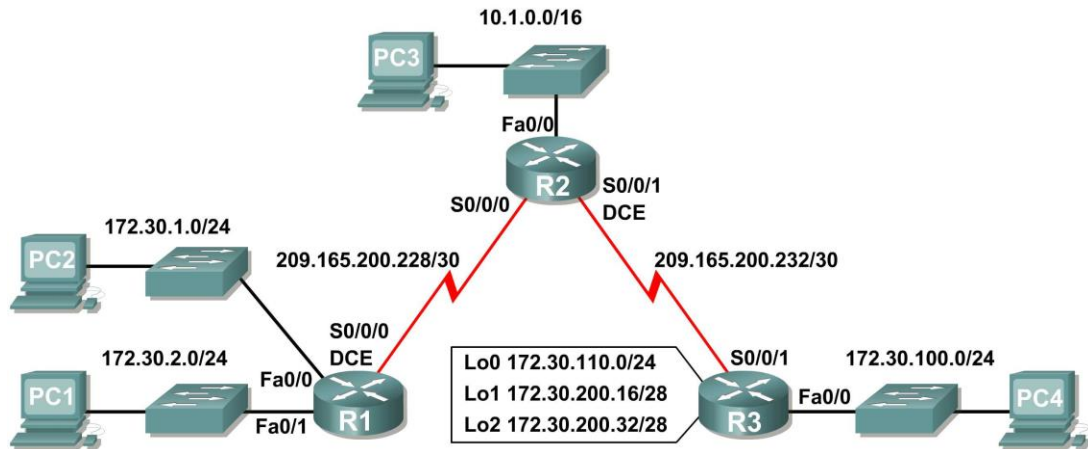 10.1.0.0/16
PC3
Fa0/0
R2
S0/0/0
S0/0/1
DCE
172.30.1.0/24
PC2
209.165.200.228/30
209.165.200.232/30
S0/0/0
DCE
172.30.2.0/24
PC1
Fa0/0
Fa0/1
R1
Lo0 172.30.110.0/24
Lo1 172.30.200.16/28
Lo2 172.30.200.32/28
S0/0/1
R3
Fa0/0
172.30.100.0/24
PC4